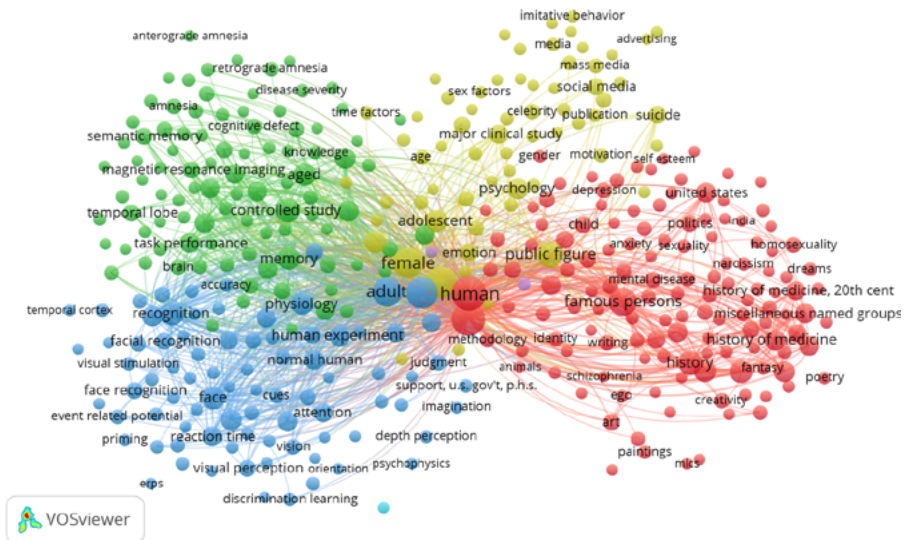 imitative behavior
anterograde amnesia
media
advertising
retrograde amnesia
mass media
disease severity
sex factors
social media
amnesia
time factors
celebrity
publication
suicide
semantic memory
cognitive defect
major clinical study
knowledge
age
gender
motivation
self esteem
magnetic resonance imaging
aged
psychology
depression
united states
temporal lobe
controlled study
adolescent
child
politics
india
task performance
memory
emotion
public figure
anxiety
sexuality
homosexuality
brain
female
narcissism
dreams
accuracy
adult
human
mental disease
history of medicine, 20th cent
temporal cortex
recognition
physiology
famous persons
miscellaneous named groups
facial recognition
human experiment
methodology
identity
writing
history of medicine
visual stimulation
normal human
judgment
animals
history
fantasy
face recognition
face
cues
support, u.s. gov't, p.h.s.
schizophrenia
poetry
event related potential
attention
imagination
ego
creativity
priming
reaction time
vision
depth perception
art
visual perception
orientation
psychophysics
paintings
mics
erps
discrimination learning
VOSviewer